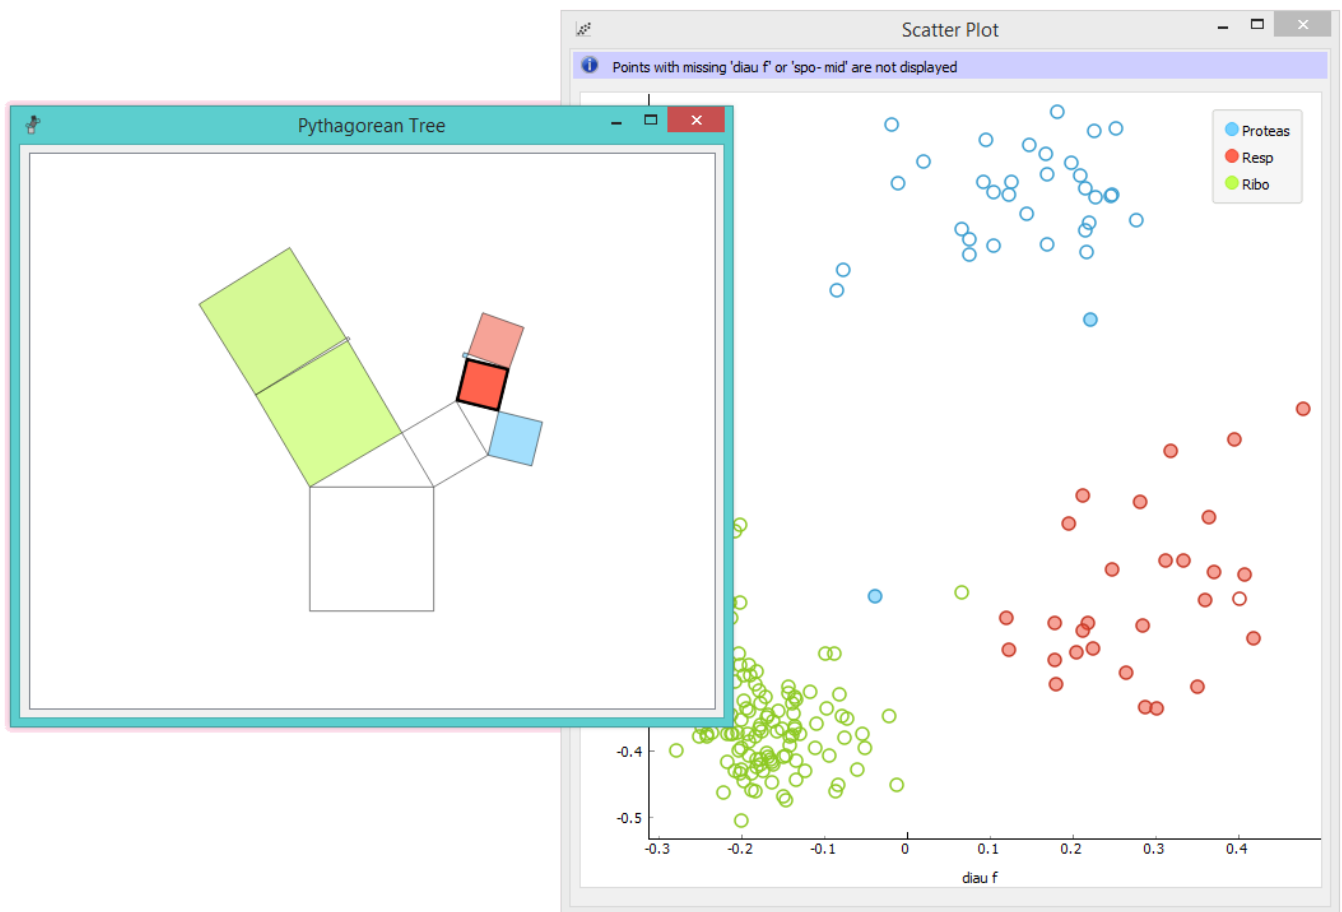 Scatter Plot
Points with missing 'diau f' or 'spo- mid' are not displayed
Pythagorean Tree
Proteas
Resp
Ribo
-0.4
-0.5
-0.3 -0.2 -0.1 0 0.1 0.2 0.3 0.4
diau f